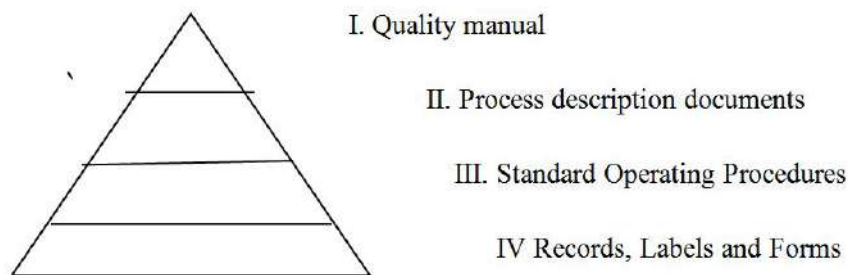 I. Quality manual
II. Process description documents
III. Standard Operating Procedures
IV Records, Labels and Forms